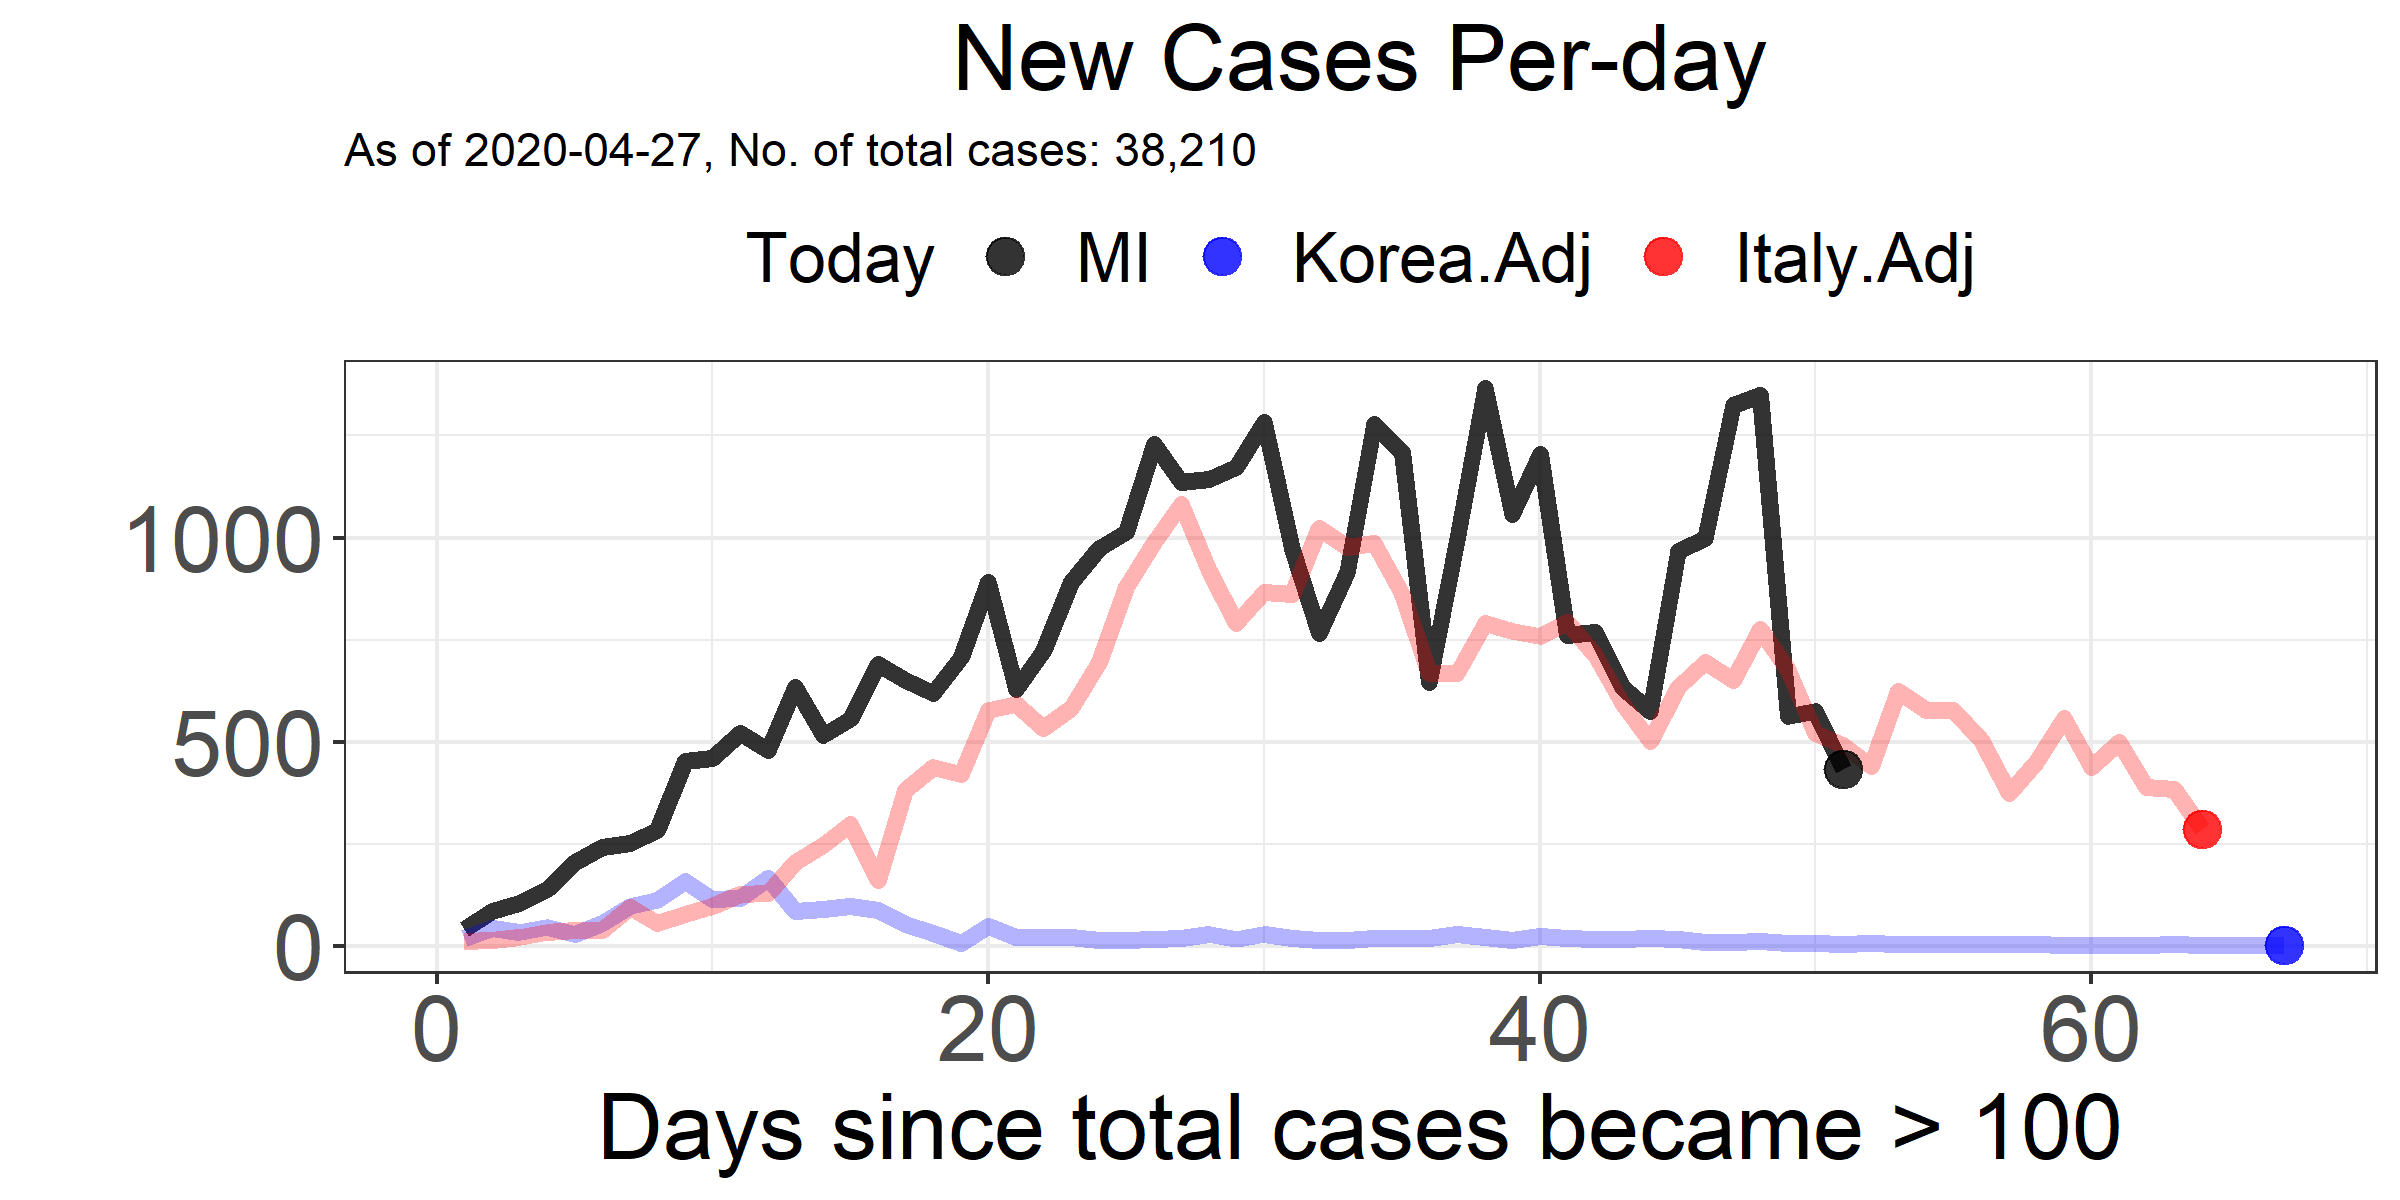 New Cases Per-day
As of 2020-04-27, No. of total cases: 38,210
Today MI Korea.Adj Italy.Adj
1000
500
0
0 20 40 60
Days since total cases became > 100